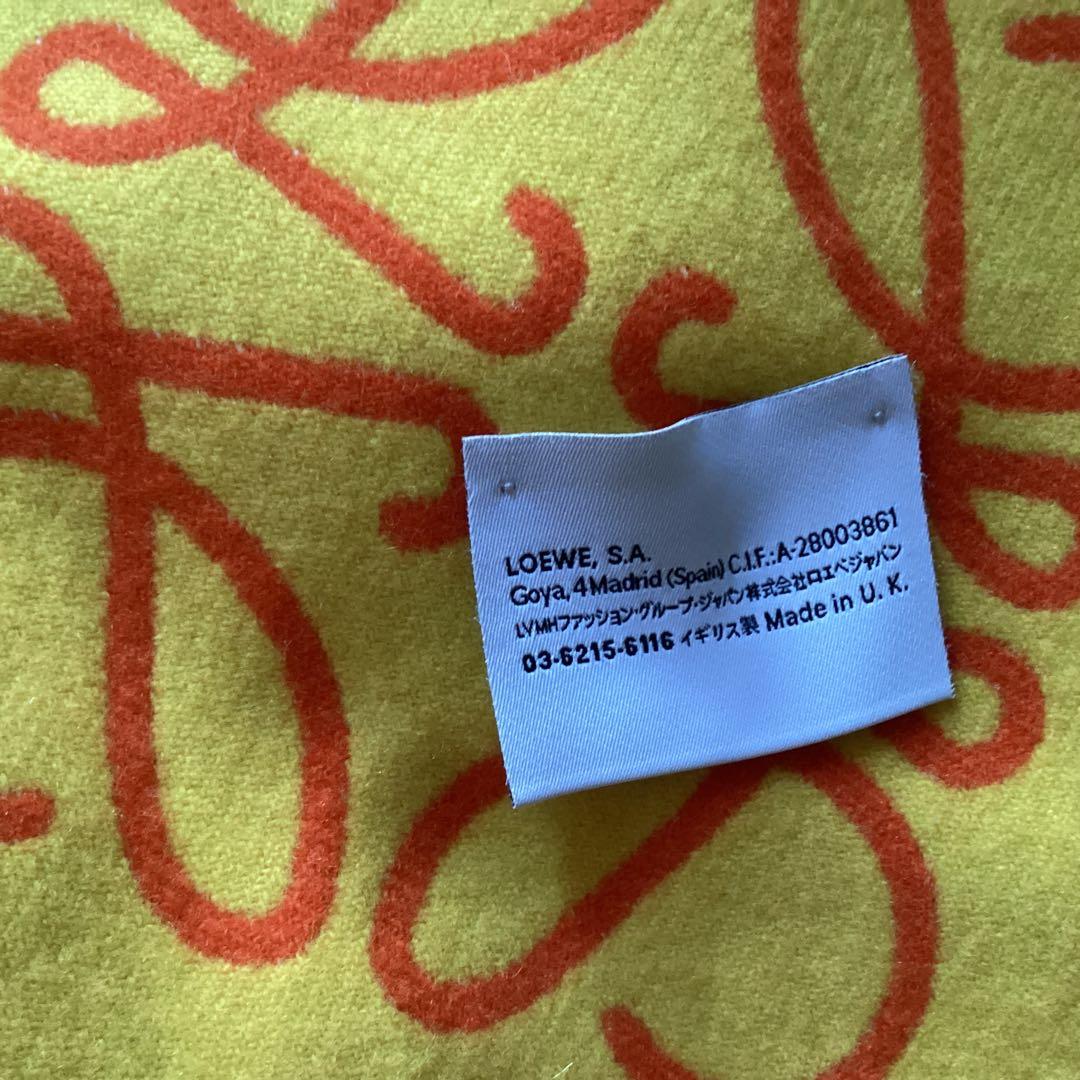 LOEWE, S.A.
Goya, 4 Madrid (Spain) C.I.F.:A-28003861
LVMHファッション・グループ・ジャパン株式会社ロエベジャパン
03-6215-6116 イギリス製 Made in U. K.